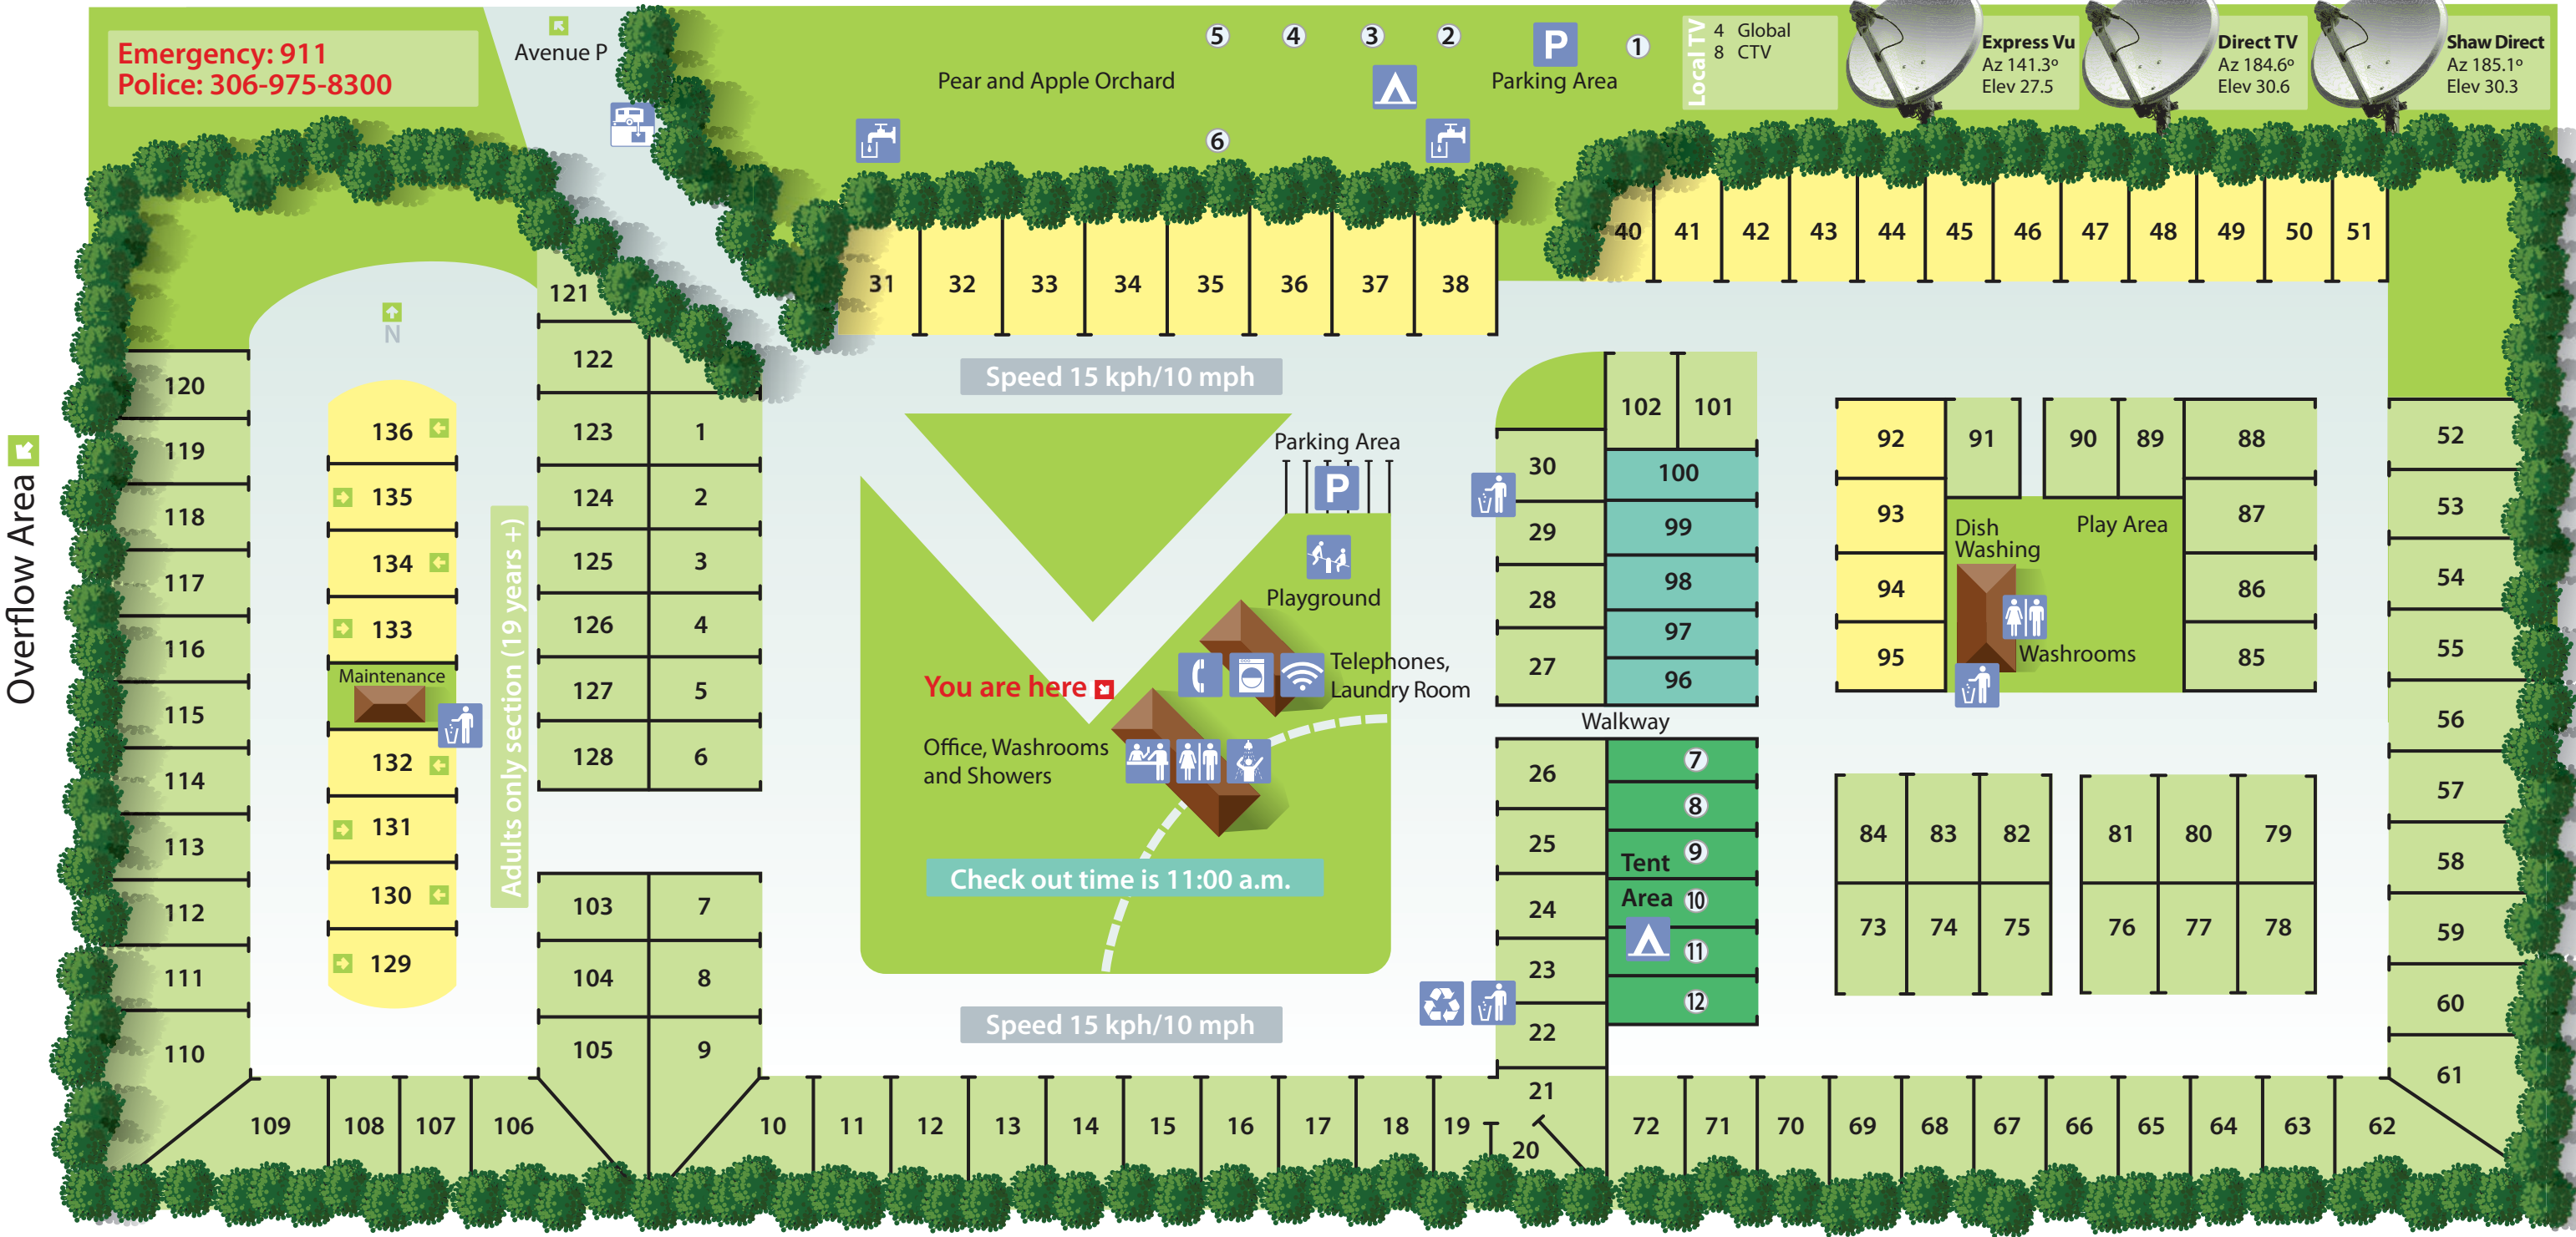 Emergency: 911
Police: 306-975-8300
Avenue P
Pear and Apple Orchard
5
4
3
2
P
1
Parking Area
6
Local TV
4 Global
8 CTV
Express Vu
Az 141.3º
Elev 27.5
Direct TV
Az 184.6º
Elev 30.6
Shaw Direct
Az 185.1º
Elev 30.3
40 41 42 43 44 45 46 47 48 49 50 51
31 32 33 34 35 36 37 38
Overflow Area
N
120
119
118
117
116
115
114
113
112
111
110
136
135
134
133
Maintenance
132
131
130
129
Adults only section (19 years +)
121
122
123 1
124 2
125 3
126 4
127 5
128 6
103 7
104 8
105 9
Speed 15 kph/10 mph
Parking Area
P
Playground
You are here
Telephones,
Laundry Room
Office, Washrooms
and Showers
Check out time is 11:00 a.m.
Speed 15 kph/10 mph
102 101
30
29
28
27
100
99
98
97
96
Walkway
26
25
24
23
22
21
20
7
8
9
10
11
12
Tent
Area
92
93
94
95
91 90 89 88
87
86
85
Dish
Washing
Play Area
Washrooms
84 83 82 81 80 79
73 74 75 76 77 78
52
53
54
55
56
57
58
59
60
61
109 108 107 106
10 11 12 13 14 15 16 17 18 19
72 71 70 69 68 67 66 65 64 63 62